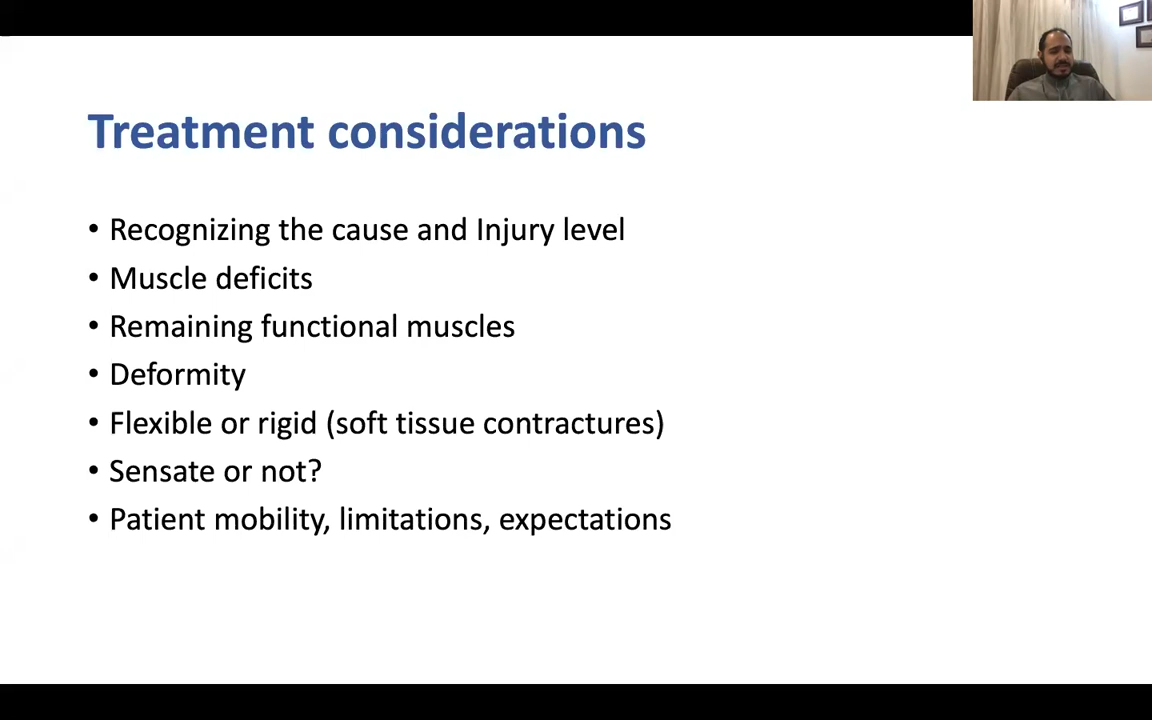 Treatment considerations
• Recognizing the cause and Injury level
• Muscle deficits
• Remaining functional muscles
• Deformity
• Flexible or rigid (soft tissue contractures)
• Sensate or not?
• Patient mobility, limitations, expectations